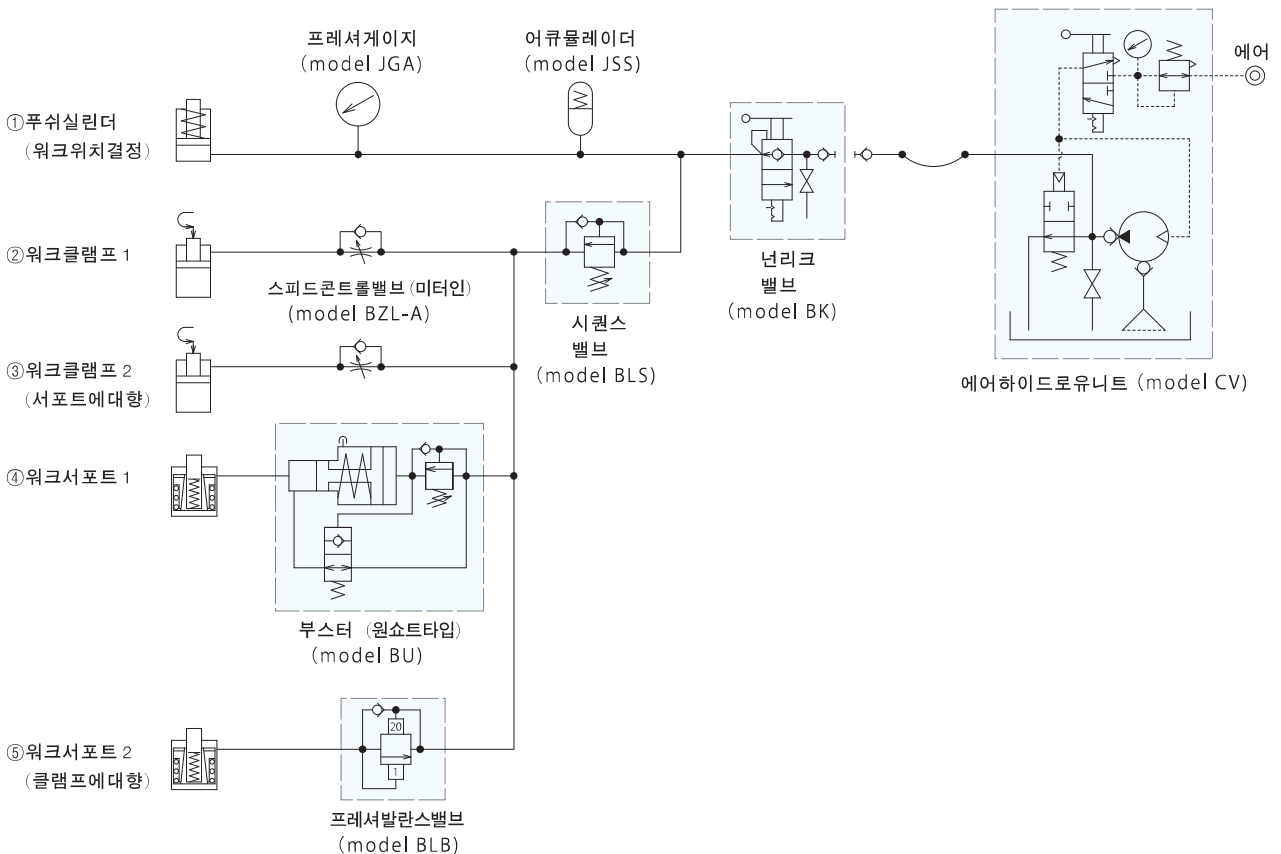 프레셔게이지
(model JGA)
어큐뮬레이더
(model JSS)
에어
①푸쉬실린더
(워크위치결정)
②워크클램프 1
스피드콘트롤밸브 (미터인)
(model BZL-A)
시퀀스
밸브
(model BLS)
넌리크
밸브
(model BK)
에어하이드로유니트 (model CV)
③워크클램프 2
(서포트에대향)
④워크서포트 1
부스터 (원쇼트타입)
(model BU)
⑤워크서포트 2
(클램프에대향)
20
1
프레셔발란스밸브
(model BLB)